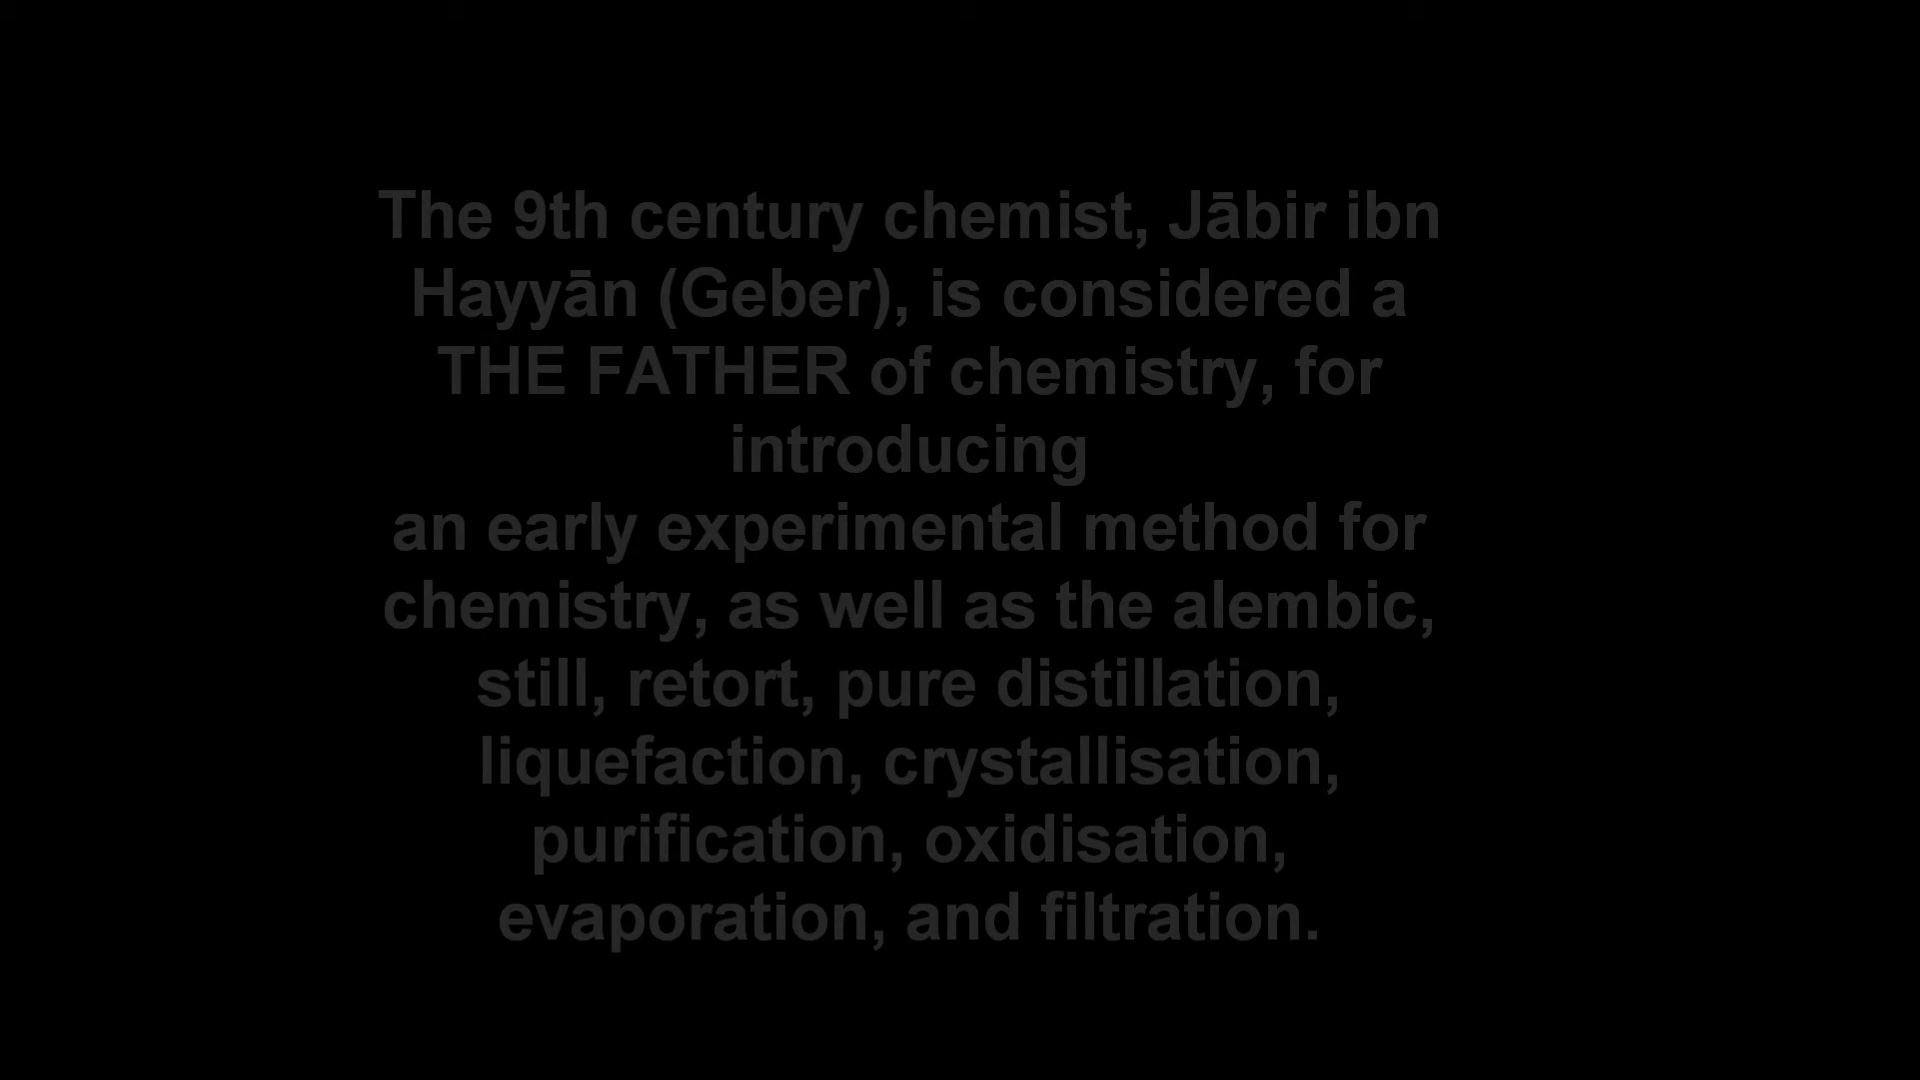 The 9th century chemist, Jābir ibn
Hayyān (Geber), is considered a
THE FATHER of chemistry, for
introducing
an early experimental method for
chemistry, as well as the alembic,
still, retort, pure distillation,
liquefaction, crystallisation,
purification, oxidisation,
evaporation, and filtration.